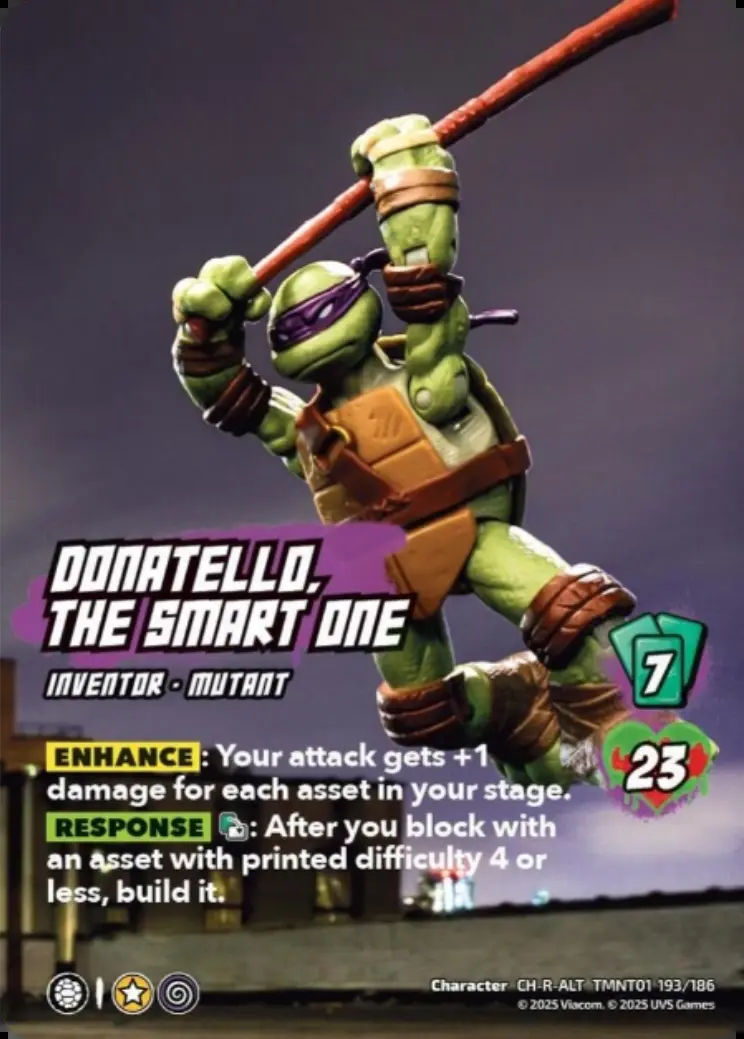 DONATELLO,
THE SMART ONE
INVENTOR · MUTANT
7
23
ENHANCE: Your attack gets +1
damage for each asset in your stage.
RESPONSE : After you block with
an asset with printed difficulty 4 or
less, build it.
Character CH-R-ALT TMNT01 193/186
© 2025 Viacom. © 2025 UVS Games